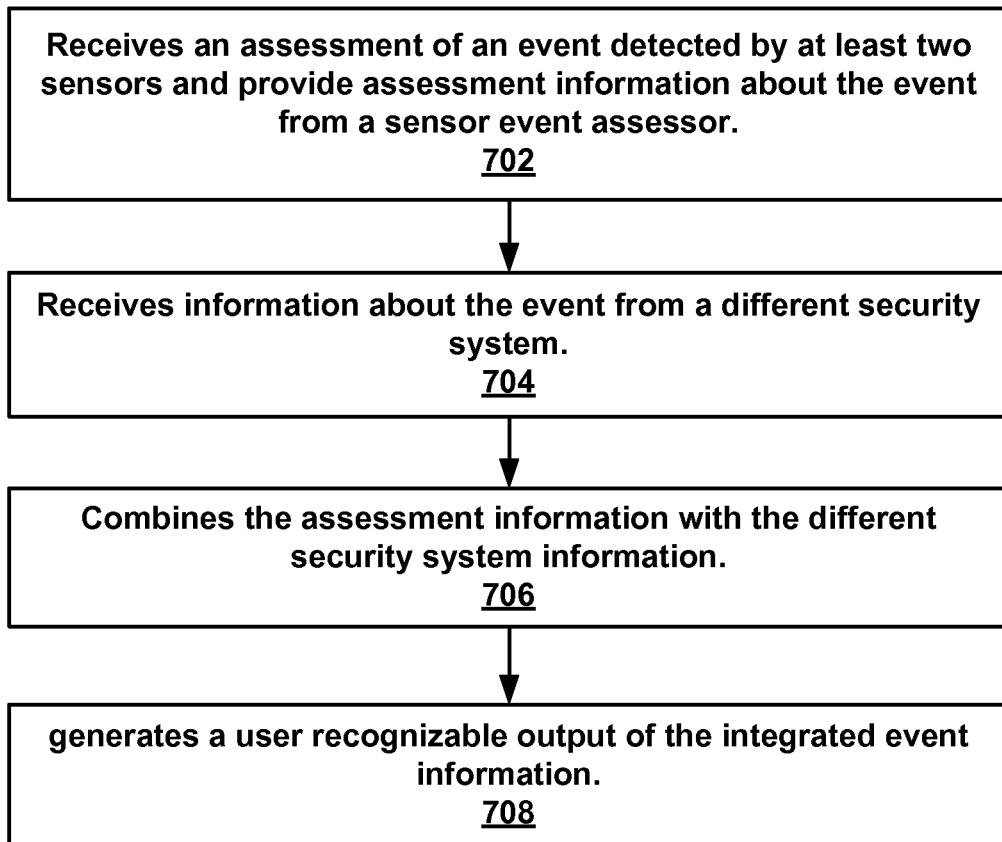 Receives an assessment of an event detected by at least two
sensors and provide assessment information about the event
from a sensor event assessor.
702
Receives information about the event from a different security
system.
704
Combines the assessment information with the different
security system information.
706
generates a user recognizable output of the integrated event
information.
708